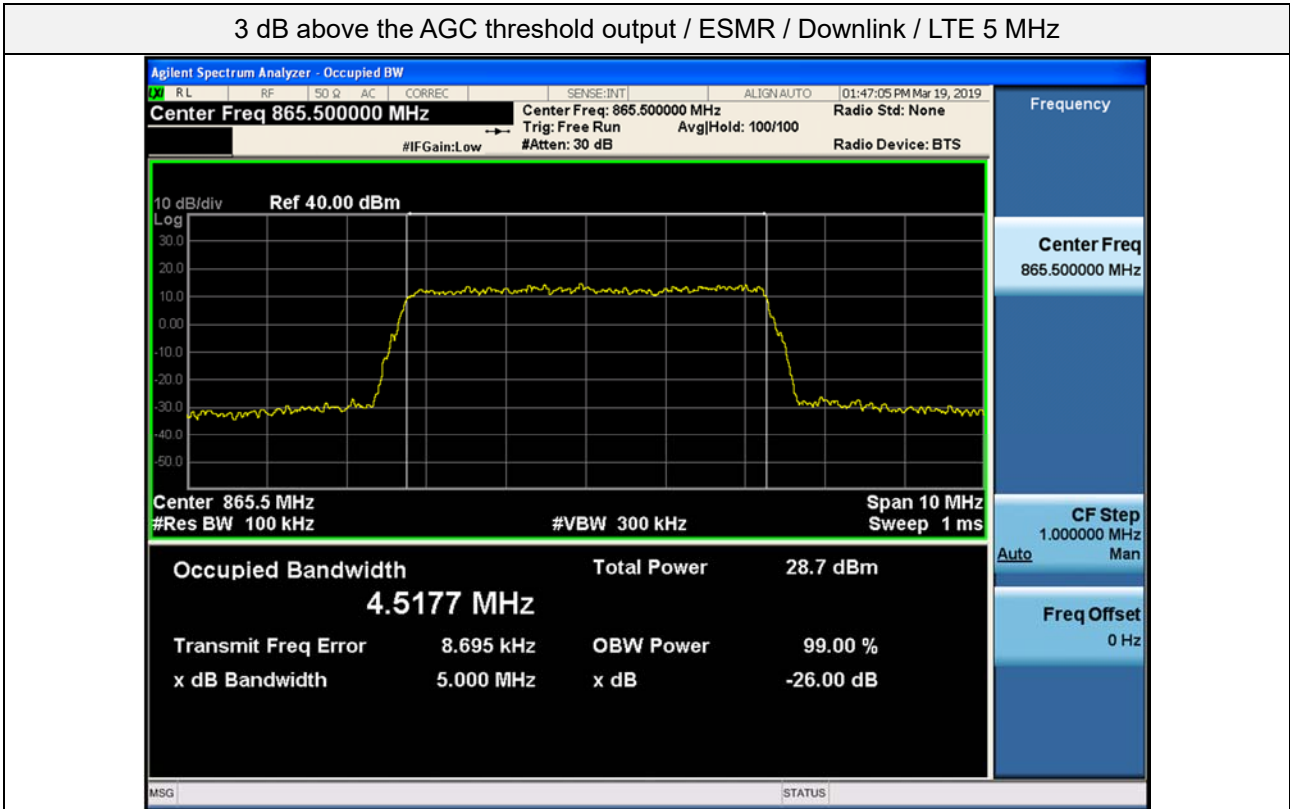 3 dB above the AGC threshold output / ESMR / Downlink / LTE 5 MHz
Agilent Spectrum Analyzer - Occupied BW
LXI RL RF 50 Ω AC CORREC SENSE:INT ALIGN AUTO 01:47:05 PM Mar 19, 2019
Center Freq 865.500000 MHz Center Freq: 865.500000 MHz Radio Std: None
Trig: Free Run Avg|Hold: 100/100
#IFGain:Low #Atten: 30 dB Radio Device: BTS
Frequency
10 dB/div Ref 40.00 dBm
Log
30.0
20.0
10.0
0.00
-10.0
-20.0
-30.0
-40.0
-50.0
Center 865.5 MHz Span 10 MHz
#Res BW 100 kHz #VBW 300 kHz Sweep 1 ms
Center Freq
865.500000 MHz
CF Step
1.000000 MHz
Auto Man
Freq Offset
0 Hz
Occupied Bandwidth Total Power 28.7 dBm
4.5177 MHz
Transmit Freq Error 8.695 kHz OBW Power 99.00 %
x dB Bandwidth 5.000 MHz x dB -26.00 dB
MSG STATUS